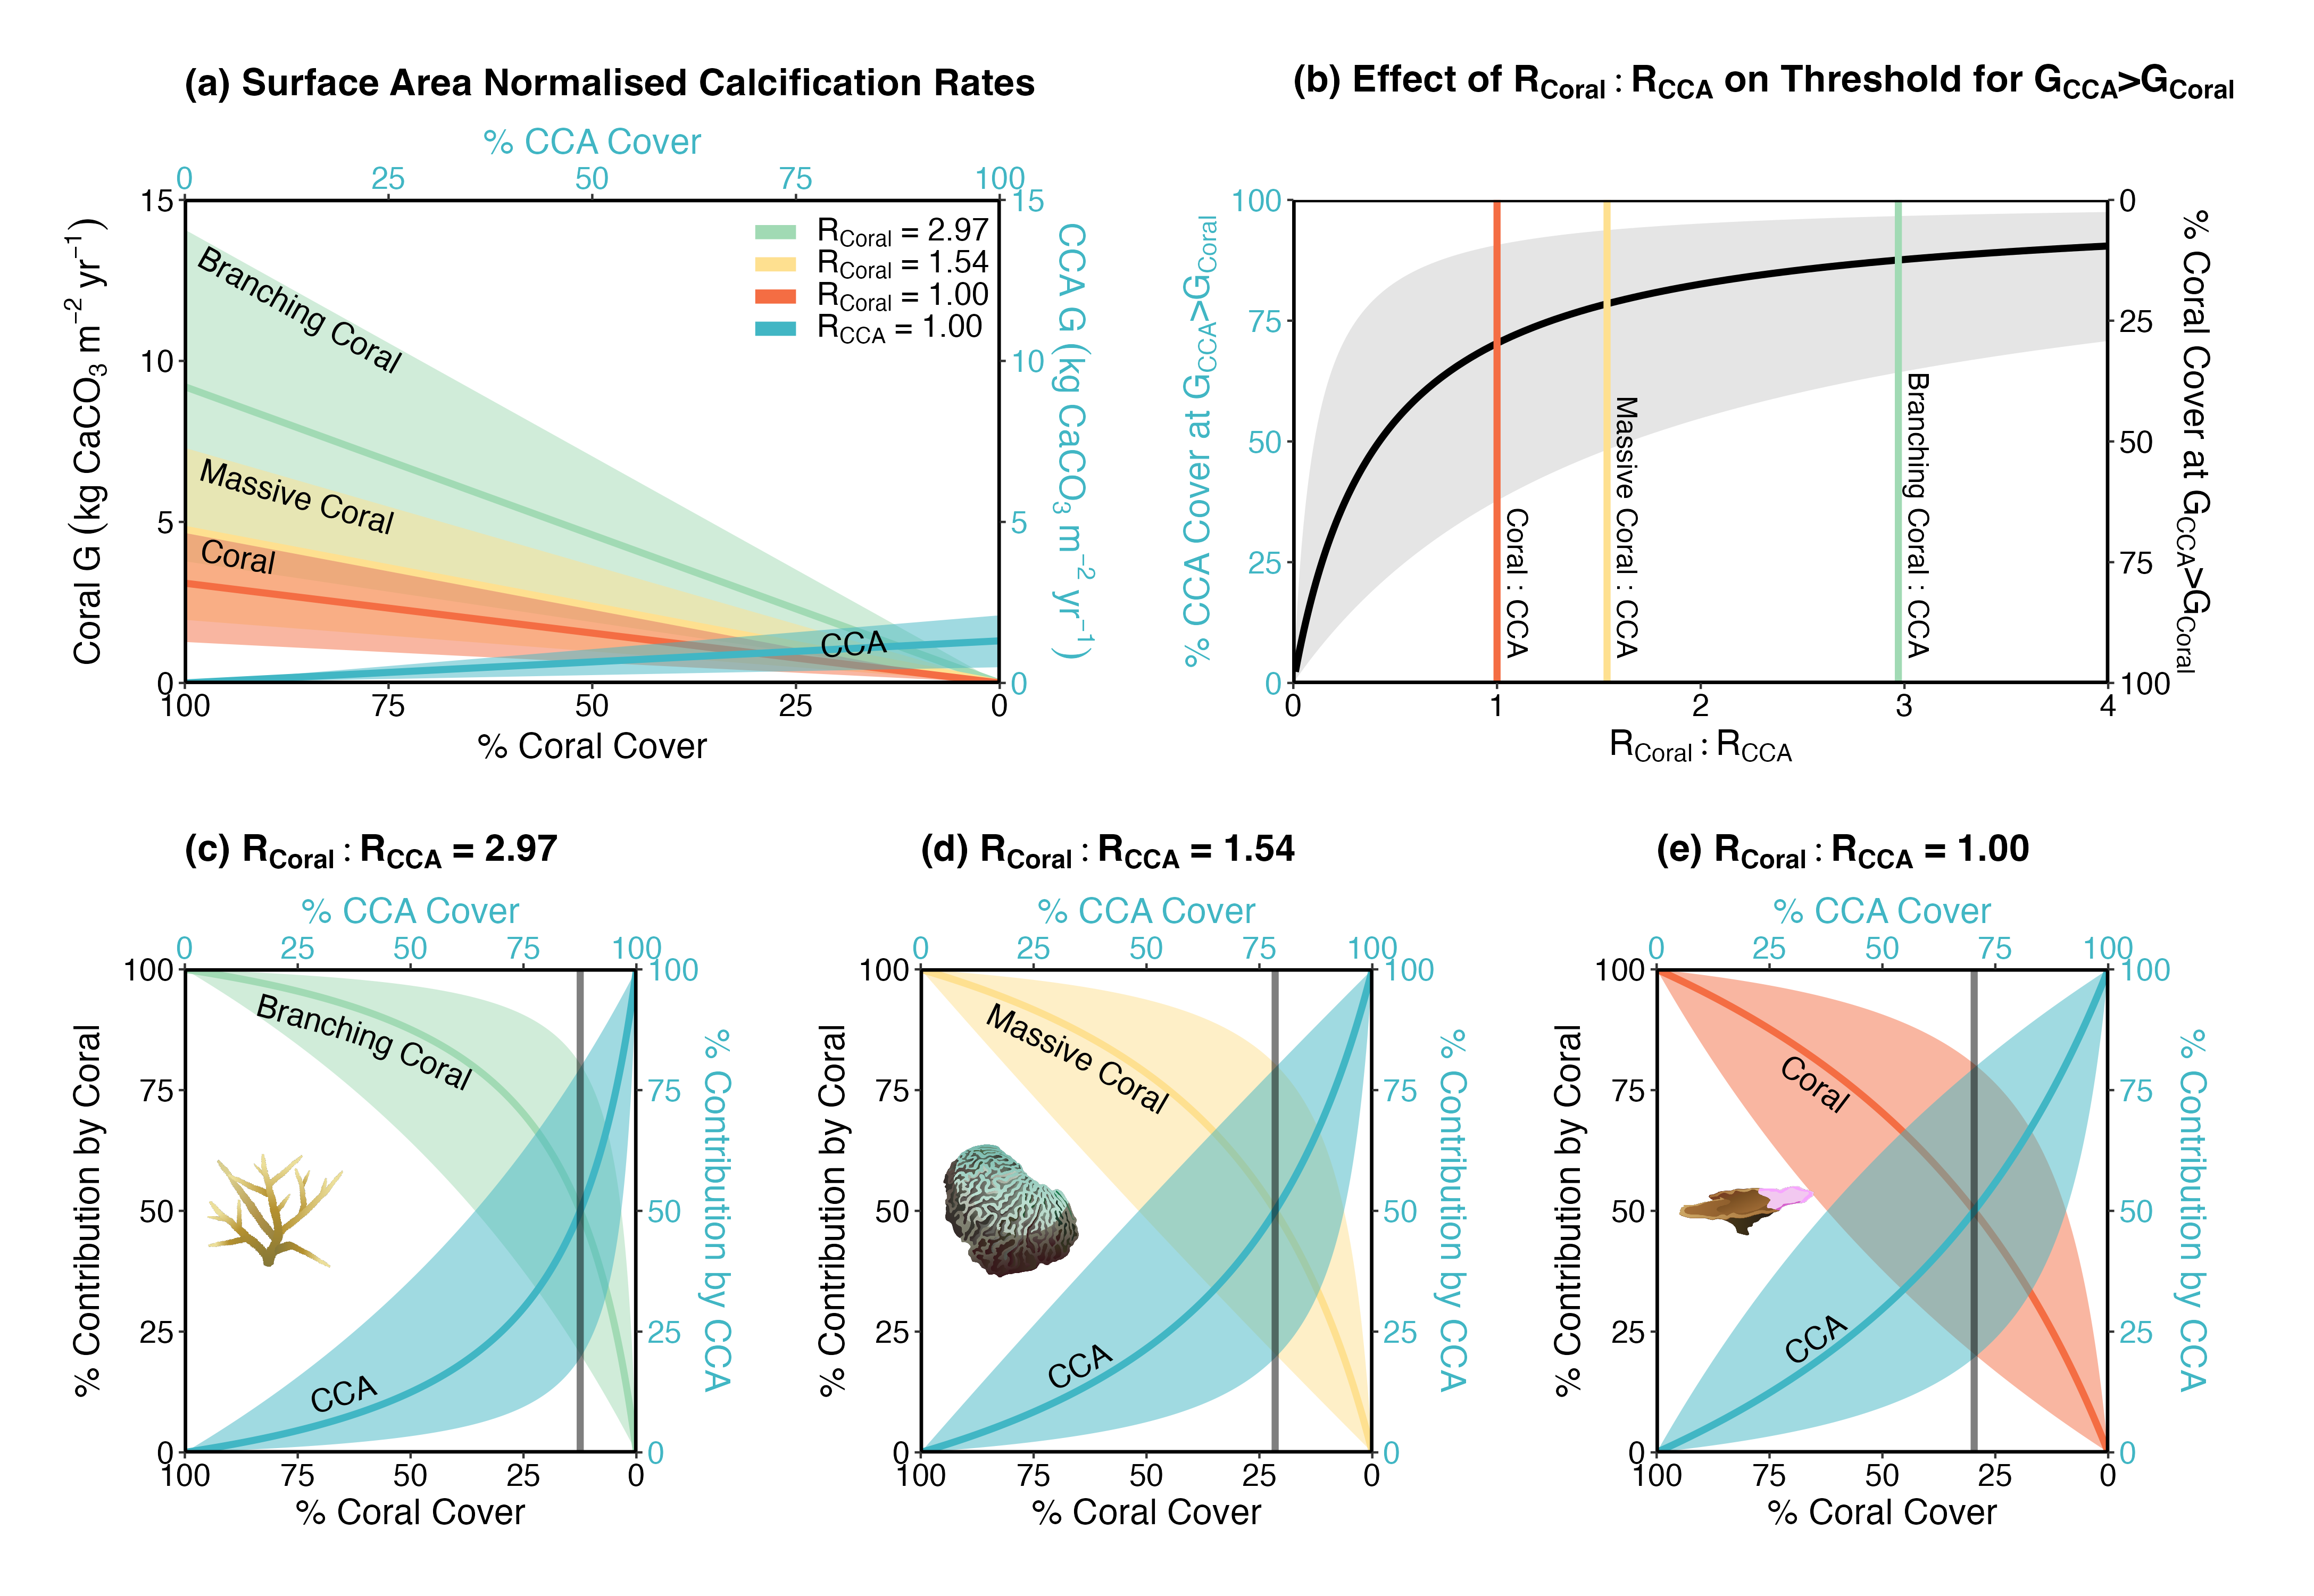 (a) Surface Area Normalised Calcification Rates
% CCA Cover
0 25 50 75 100
Coral G (kg CaCO3 m−2 yr−1)
15
10
5
0
Branching Coral
Massive Coral
Coral
CCA
RCoral = 2.97
RCoral = 1.54
RCoral = 1.00
RCCA = 1.00
15
10
5
0
CCA G (kg CaCO3 m−2 yr−1)
100 75 50 25 0
% Coral Cover
(b) Effect of RCoral : RCCA on Threshold for GCCA>GCoral
% CCA Cover at GCCA>GCoral
100
75
50
25
0
Coral : CCA
Massive Coral : CCA
Branching Coral : CCA
0
25
50
75
100
% Coral Cover at GCCA>GCoral
0 1 2 3 4
RCoral : RCCA
(c) RCoral : RCCA = 2.97
% CCA Cover
0 25 50 75 100
% Contribution by Coral
100
75
50
25
0
Branching Coral
CCA
100
75
50
25
0
% Contribution by CCA
100 75 50 25 0
% Coral Cover
(d) RCoral : RCCA = 1.54
% CCA Cover
0 25 50 75 100
% Contribution by Coral
100
75
50
25
0
Massive Coral
CCA
100
75
50
25
0
% Contribution by CCA
100 75 50 25 0
% Coral Cover
(e) RCoral : RCCA = 1.00
% CCA Cover
0 25 50 75 100
% Contribution by Coral
100
75
50
25
0
Coral
CCA
100
75
50
25
0
% Contribution by CCA
100 75 50 25 0
% Coral Cover